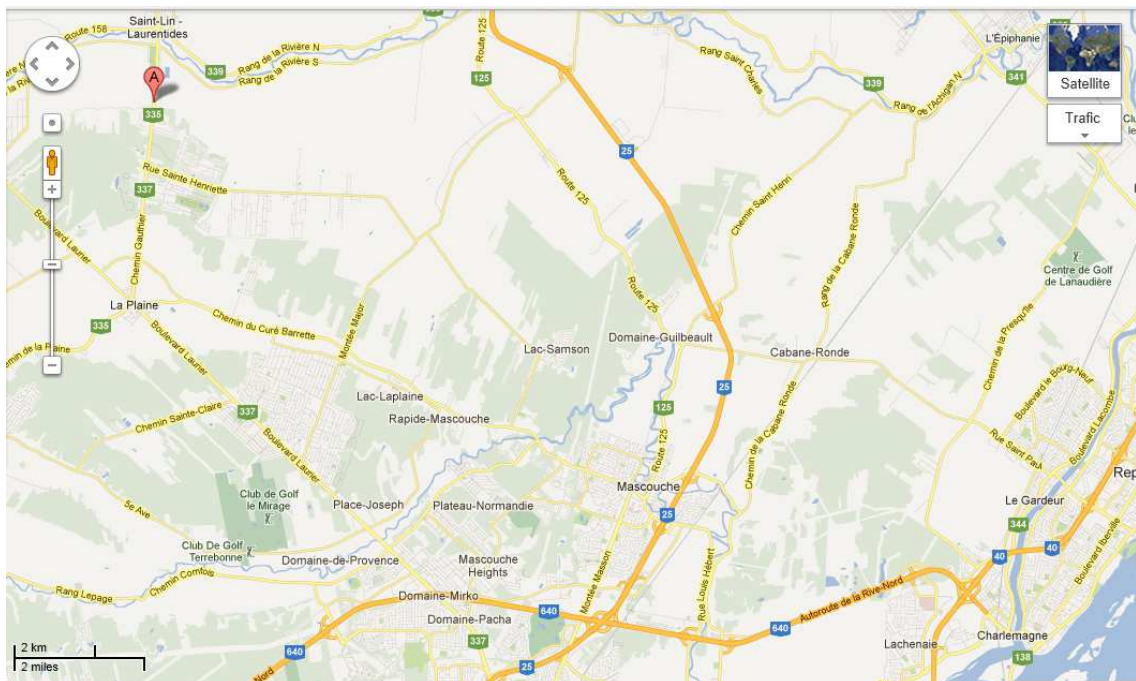 Saint-Lin -
Laurentides
Route 158
Rang de la Rivière N
Rang de la Rivière S
339
A
335
Route 125
125
Rang Saint Charles
339
Rang de l'Achigan N
L'Épiphanie
341
Satellite
Trafic
25
Rue Sainte Henriette
337
Route 125
Chemin Saint Henri
Boulevard Laurier
Chemin Gauthier
Rang de la Cabane Ronde
Centre de Golf
de Lanaudière
La Plaine
Route 125
335
Chemin du Curé Barrette
Montée Major
Boulevard Laurier
Lac-Samson
Domaine-Guilbeault
Cabane-Ronde
Chemin de la Presqu'île
25
Lac-Laplaine
Rapide-Mascouche
125
Route 125
Chemin de la Cabane Ronde
Boulevard le Bourg-Neuf
Boulevard Lacombe
Chemin Sainte-Claire
337
Boulevard Laurier
Rue Saint Paul
Rep
Club de Golf
le Mirage
Place-Joseph
Plateau-Normandie
Mascouche
Le Gardeur
5e Ave
25
344
Club De Golf
Terrebonne
Domaine-de-Provence
Mascouche
Heights
40
40
Boulevard Iberville
Rang Lepage
Chemin Comtois
Montée Masson
Rue Louis Hébert
Autoroute de la Rive-Nord
Domaine-Mirko
640
640
640
Domaine-Pacha
337
Lachenaie
Charlemagne
2 km
2 miles
25
138